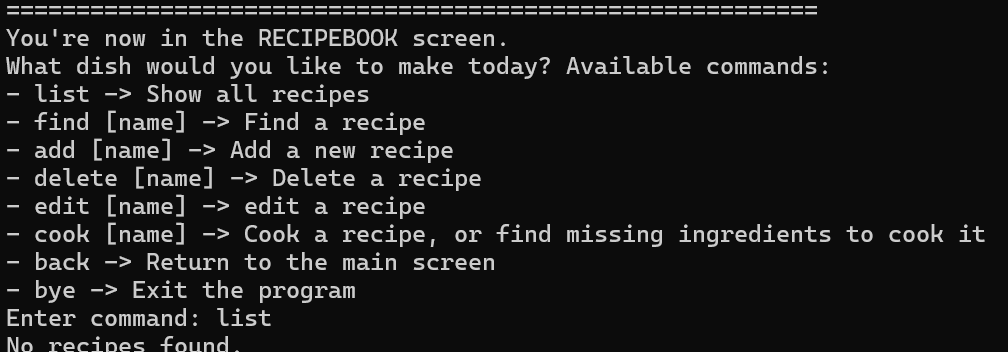 ==========================================================
You're now in the RECIPEBOOK screen.
What dish would you like to make today? Available commands:
- list -> Show all recipes
- find [name] -> Find a recipe
- add [name] -> Add a new recipe
- delete [name] -> Delete a recipe
- edit [name] -> edit a recipe
- cook [name] -> Cook a recipe, or find missing ingredients to cook it
- back -> Return to the main screen
- bye -> Exit the program
Enter command: list
No recipes found.